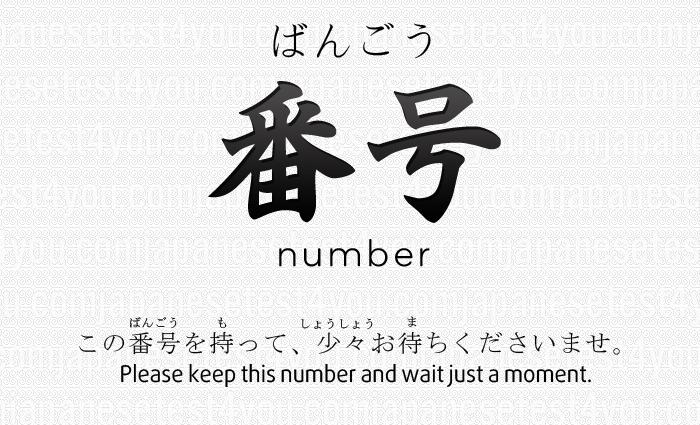 ばんごう
番号
number
ばんごう も しょうしょう ま
この番号を持って、少々お待ちくださいませ。
Please keep this number and wait just a moment.
japanesetest4you.com